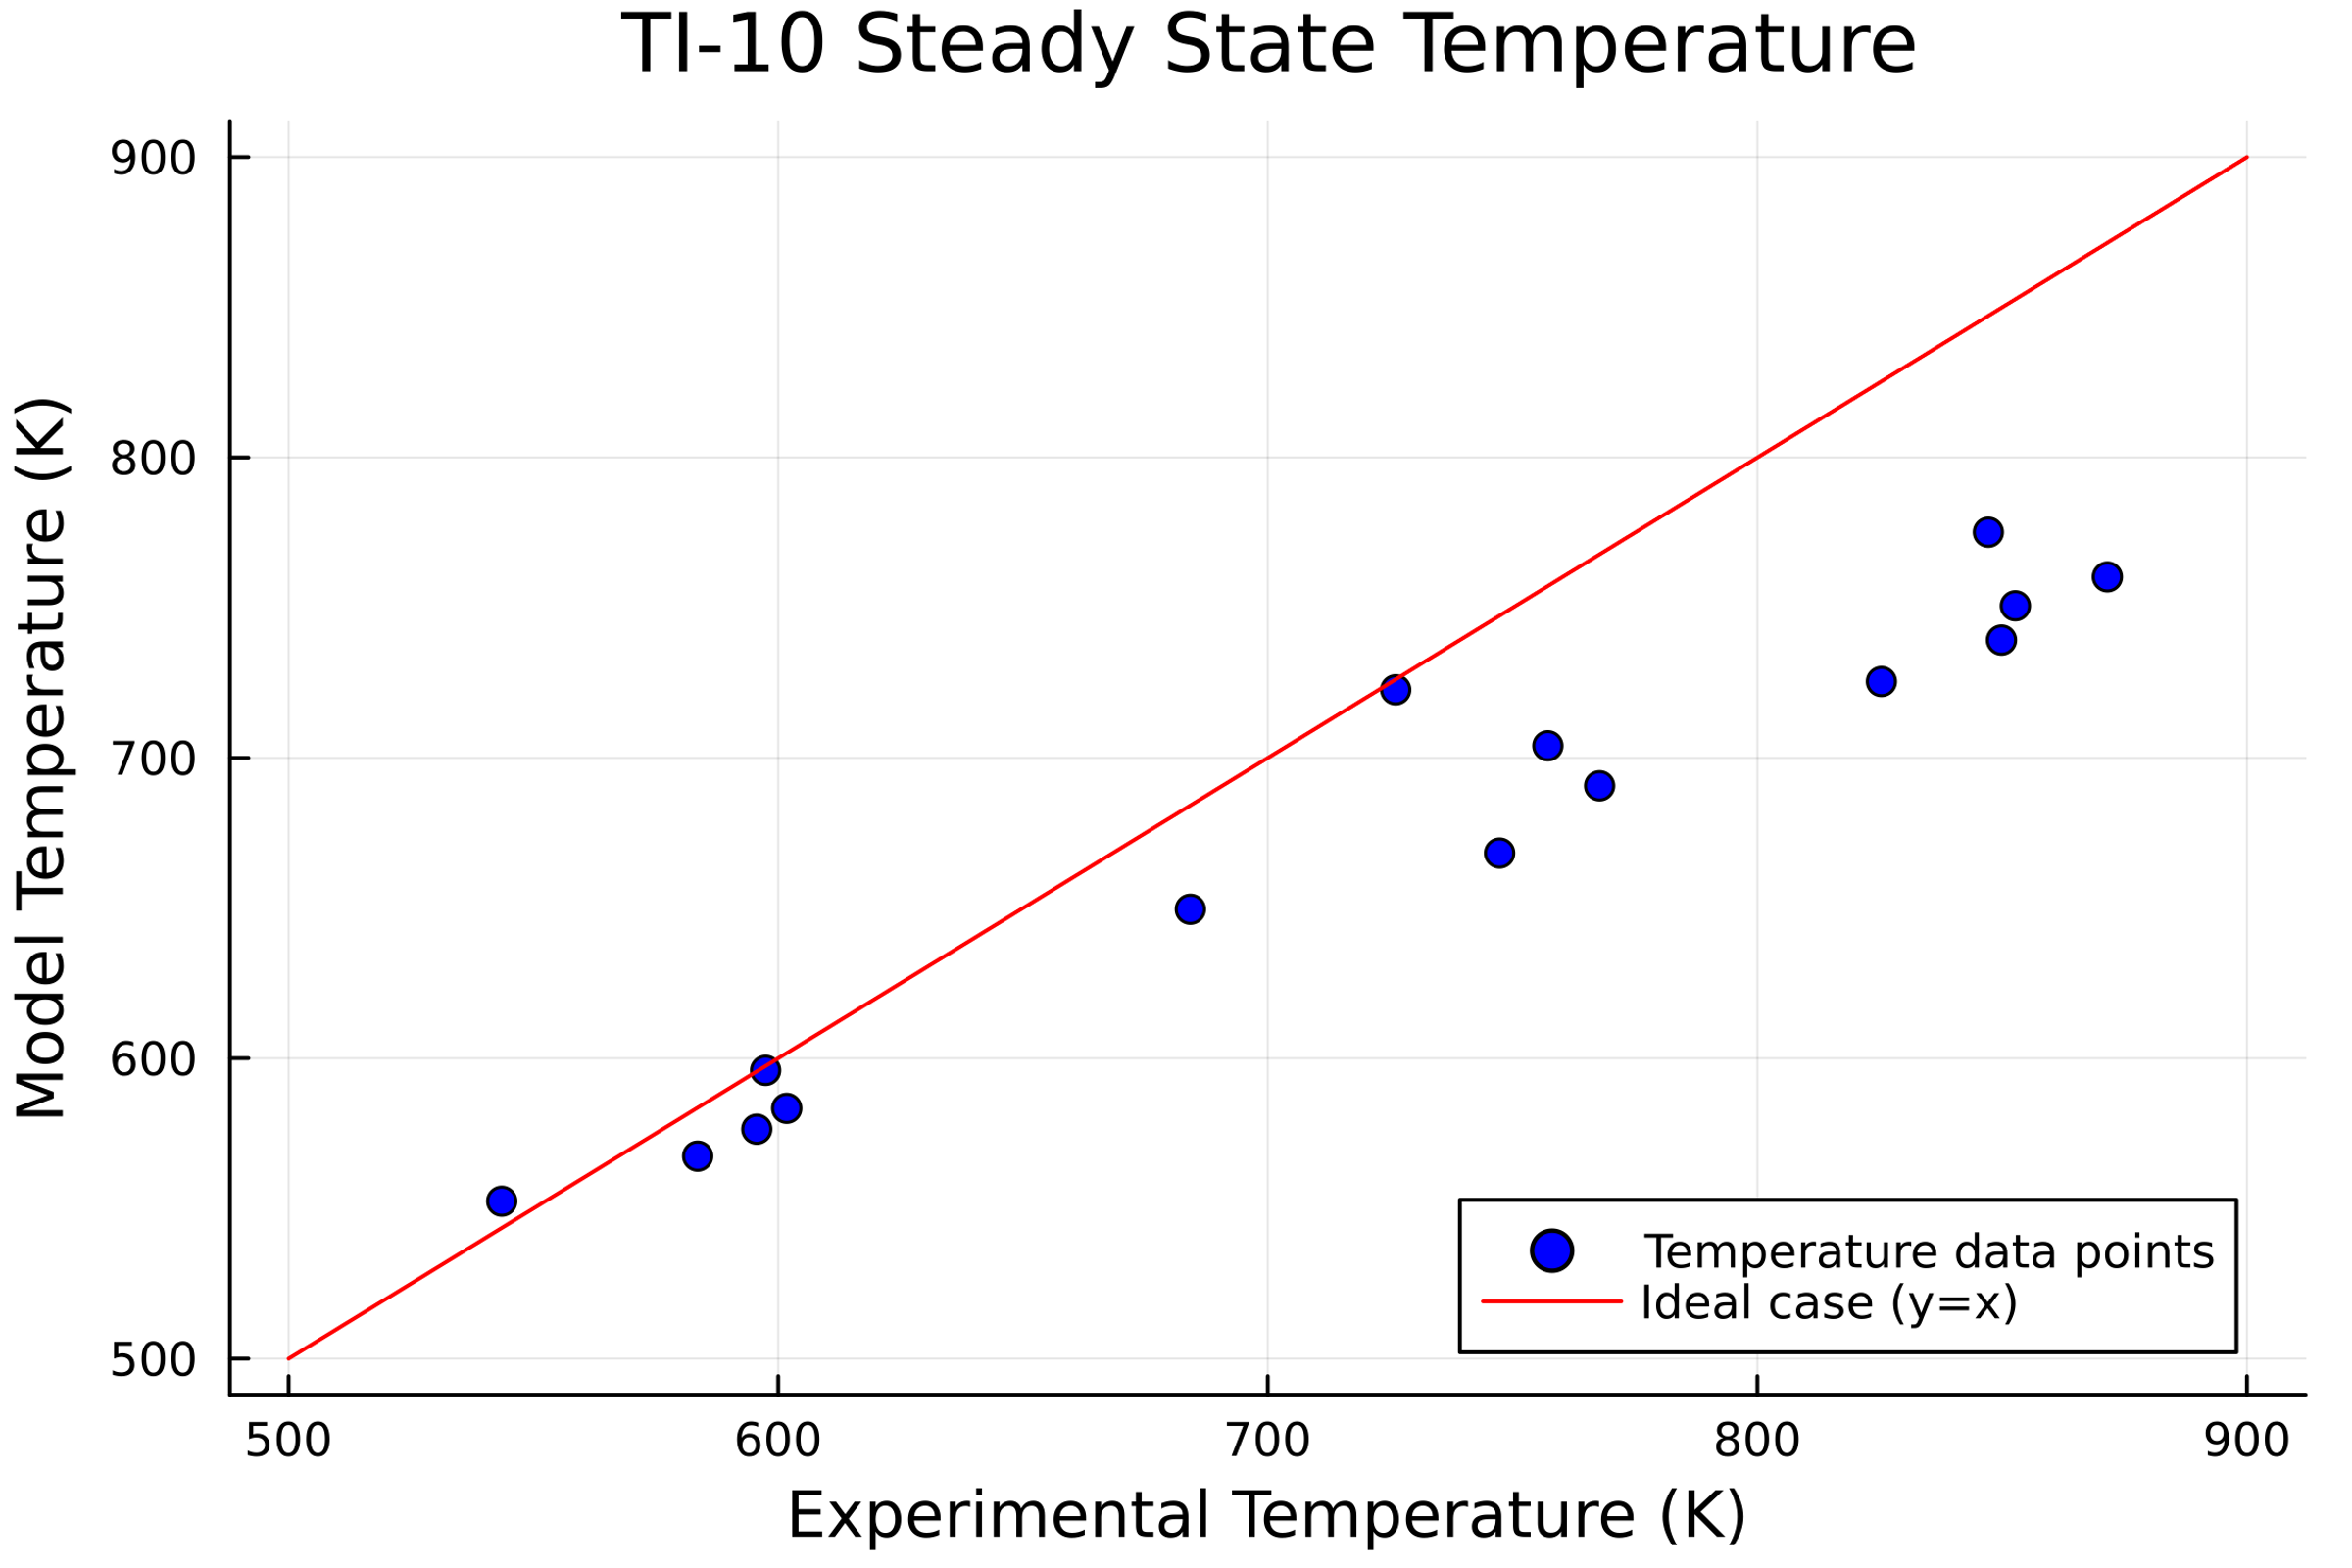 TI-10 Steady State Temperature
Model Temperature (K)
900
800
700
600
500
Temperature data points
Ideal case (y=x)
500 600 700 800 900
Experimental Temperature (K)